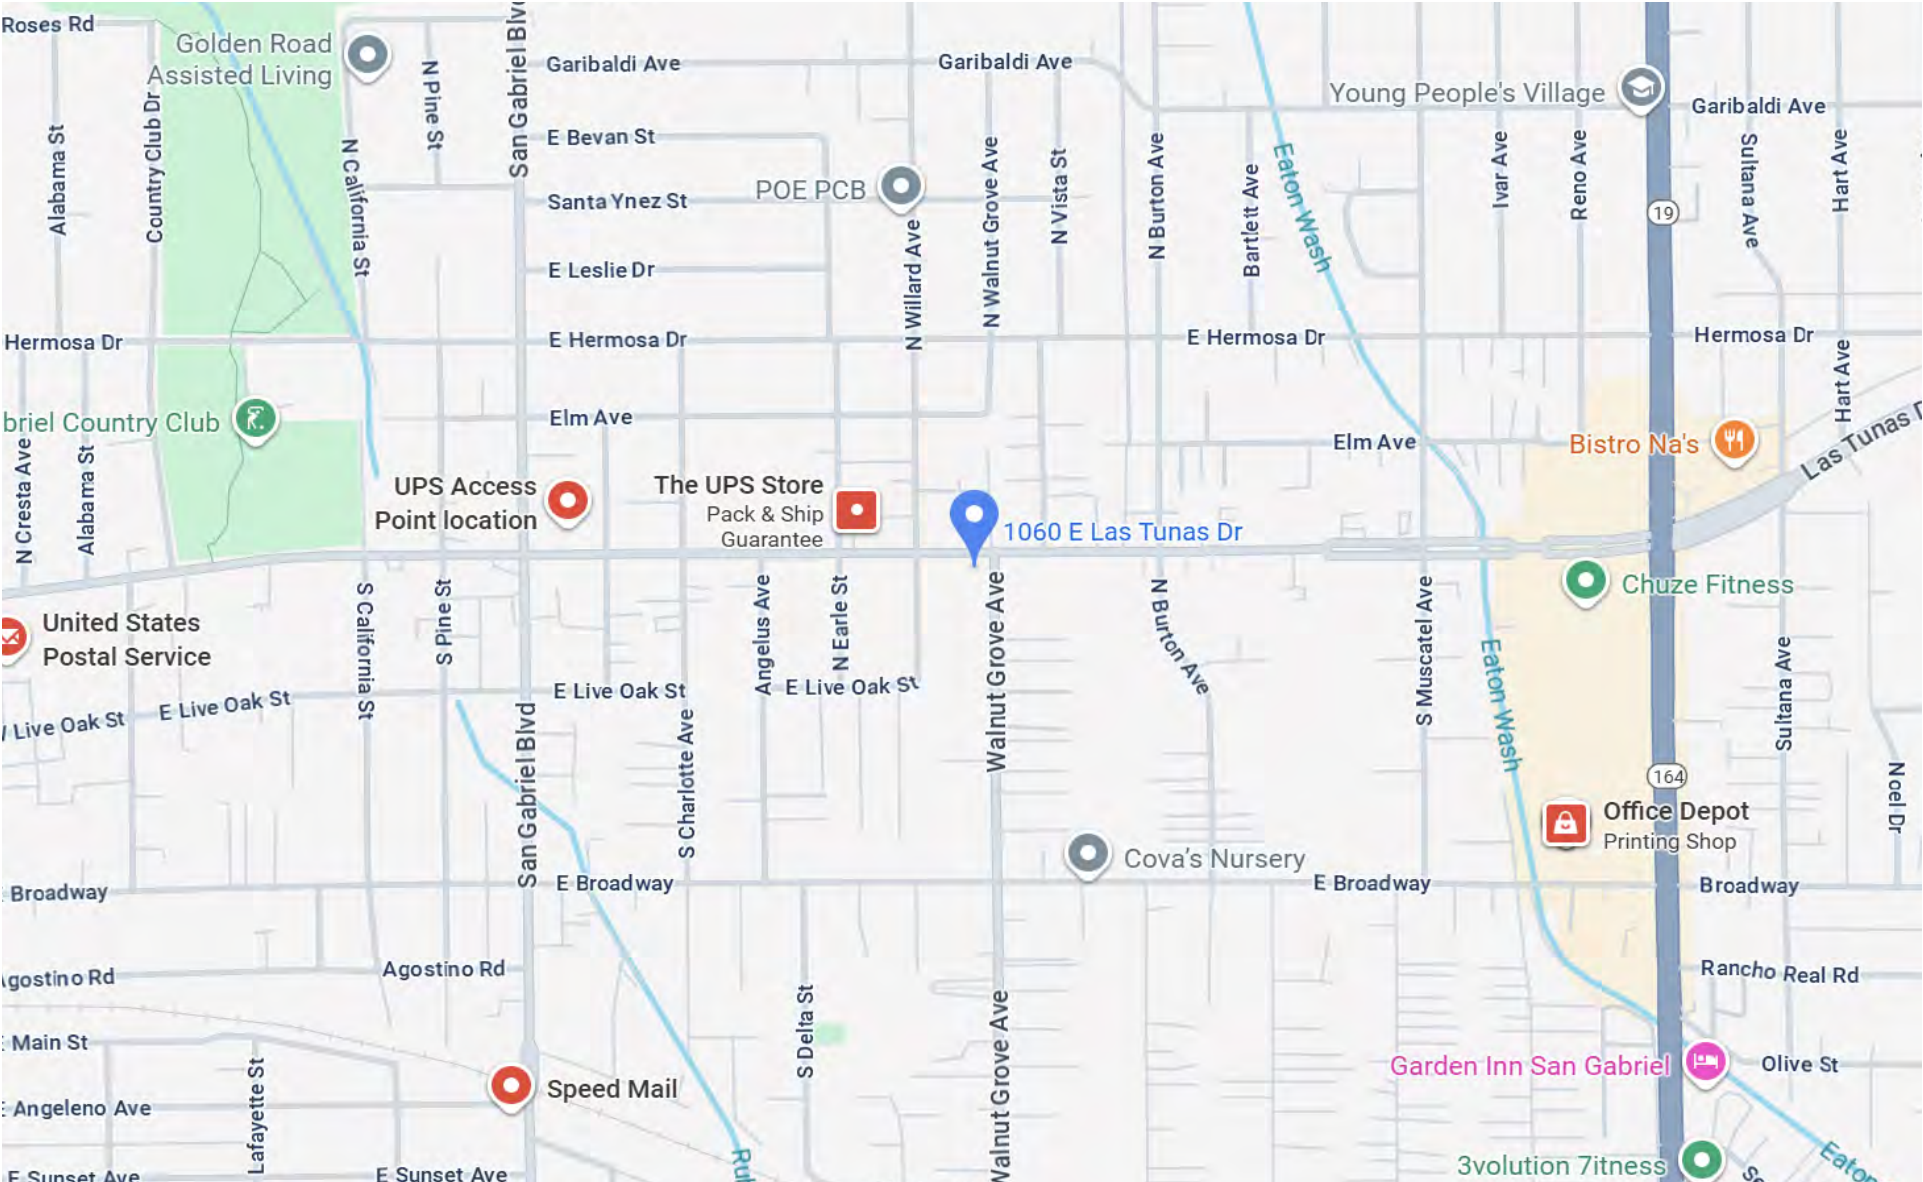 Roses Rd
Golden Road
Assisted Living
N Pine St
San Gabriel Blvd
Garibaldi Ave
Garibaldi Ave
Young People's Village
Garibaldi Ave
Alabama St
Country Club Dr
N California St
E Bevan St
Santa Ynez St
POE PCB
E Leslie Dr
N Willard Ave
N Walnut Grove Ave
N Vista St
N Burton Ave
Bartlett Ave
Eaton Wash
Ivar Ave
Reno Ave
19
Sultana Ave
Hart Ave
Hermosa Dr
E Hermosa Dr
E Hermosa Dr
Hermosa Dr
Hart Ave
briel Country Club
Elm Ave
Elm Ave
Bistro Na's
Las Tunas D
N Cresta Ave
Alabama St
UPS Access
Point location
The UPS Store
Pack & Ship
Guarantee
1060 E Las Tunas Dr
Chuze Fitness
United States
Postal Service
S California St
S Pine St
Angelus Ave
N Earle St
Walnut Grove Ave
N Burton Ave
S Muscatel Ave
Eaton Wash
Sultana Ave
Live Oak St
E Live Oak St
E Live Oak St
E Live Oak St
San Gabriel Blvd
S Charlotte Ave
164
Noel Dr
Office Depot
Printing Shop
Cova's Nursery
Broadway
E Broadway
E Broadway
Broadway
gostino Rd
Agostino Rd
Rancho Real Rd
S Delta St
Walnut Grove Ave
Main St
Lafayette St
Speed Mail
Garden Inn San Gabriel
Olive St
Angeleno Ave
E Sunset Ave
E Sunset Ave
Rub
3volution 7itness
Se
Eaton